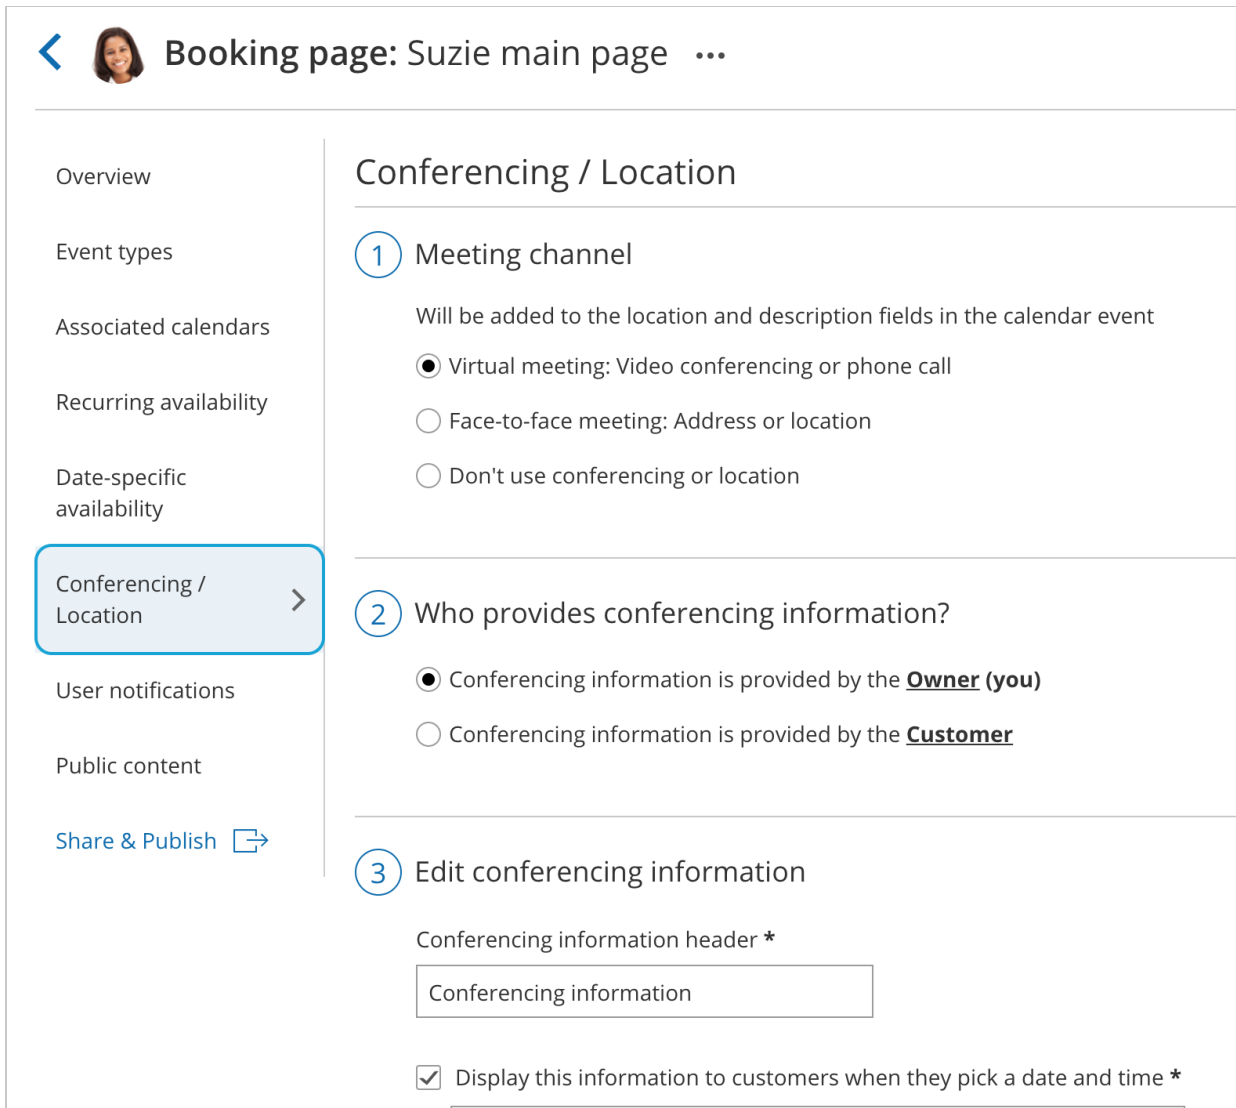 Booking page: Suzie main page
Overview
Event types
Associated calendars
Recurring availability
Date-specific
availability
Conferencing /
Location
User notifications
Public content
Share & Publish
Conferencing / Location
1 Meeting channel
Will be added to the location and description fields in the calendar event
Virtual meeting: Video conferencing or phone call
Face-to-face meeting: Address or location
Don't use conferencing or location
2 Who provides conferencing information?
Conferencing information is provided by the Owner (you)
Conferencing information is provided by the Customer
3 Edit conferencing information
Conferencing information header *
Conferencing information
Display this information to customers when they pick a date and time *